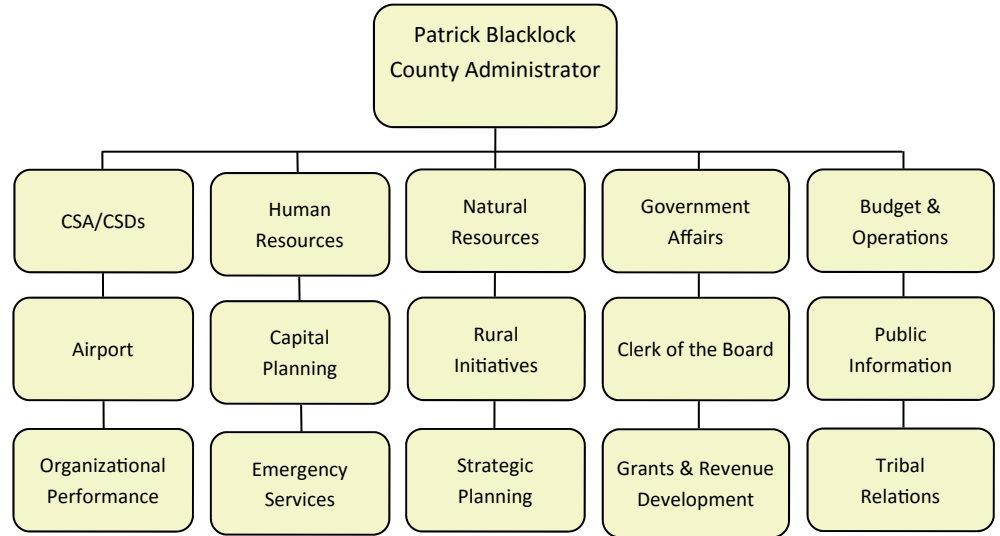 Patrick Blacklock
County Administrator
CSA/CSDs
Human
Resources
Natural
Resources
Government
Affairs
Budget &
Operations
Airport
Capital
Planning
Rural
Initiatives
Clerk of the Board
Public
Information
Organizational
Performance
Emergency
Services
Strategic
Planning
Grants & Revenue
Development
Tribal
Relations